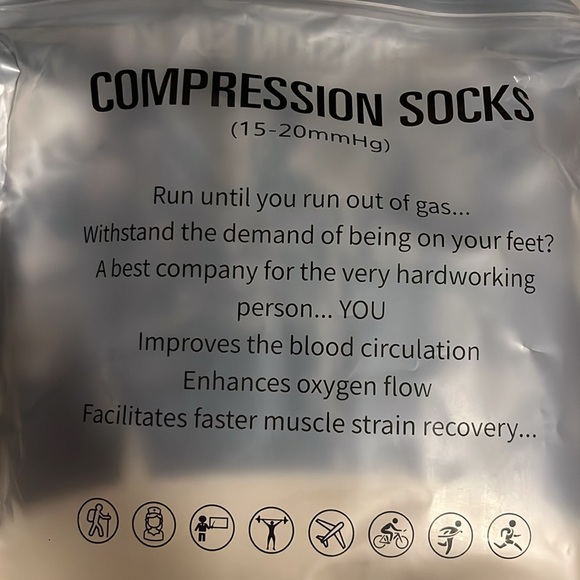 COMPRESSION SOCKS
(15-20mmHg)
Run until you run out of gas...
Withstand the demand of being on your feet?
A best company for the very hardworking
person... YOU
Improves the blood circulation
Enhances oxygen flow
Facilitates faster muscle strain recovery...